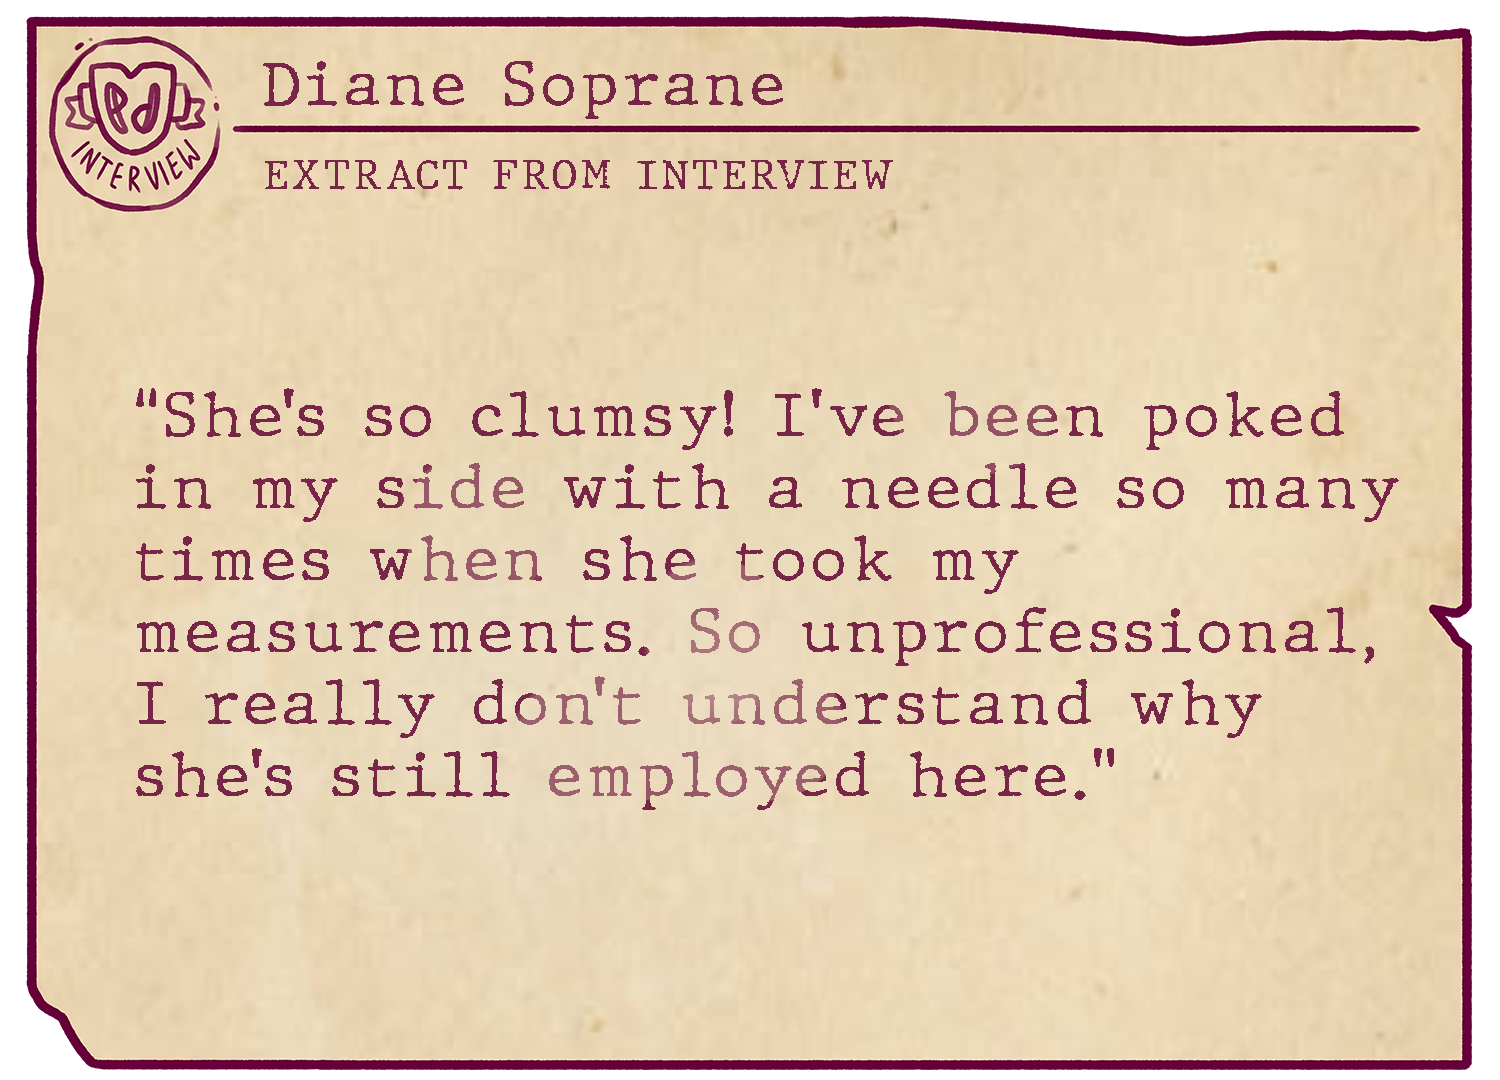 Pd
INTERVIEW
Diane Soprane
EXTRACT FROM INTERVIEW
"She's so clumsy! I've been poked
in my side with a needle so many
times when she took my
measurements. So unprofessional,
I really don't understand why
she's still employed here."